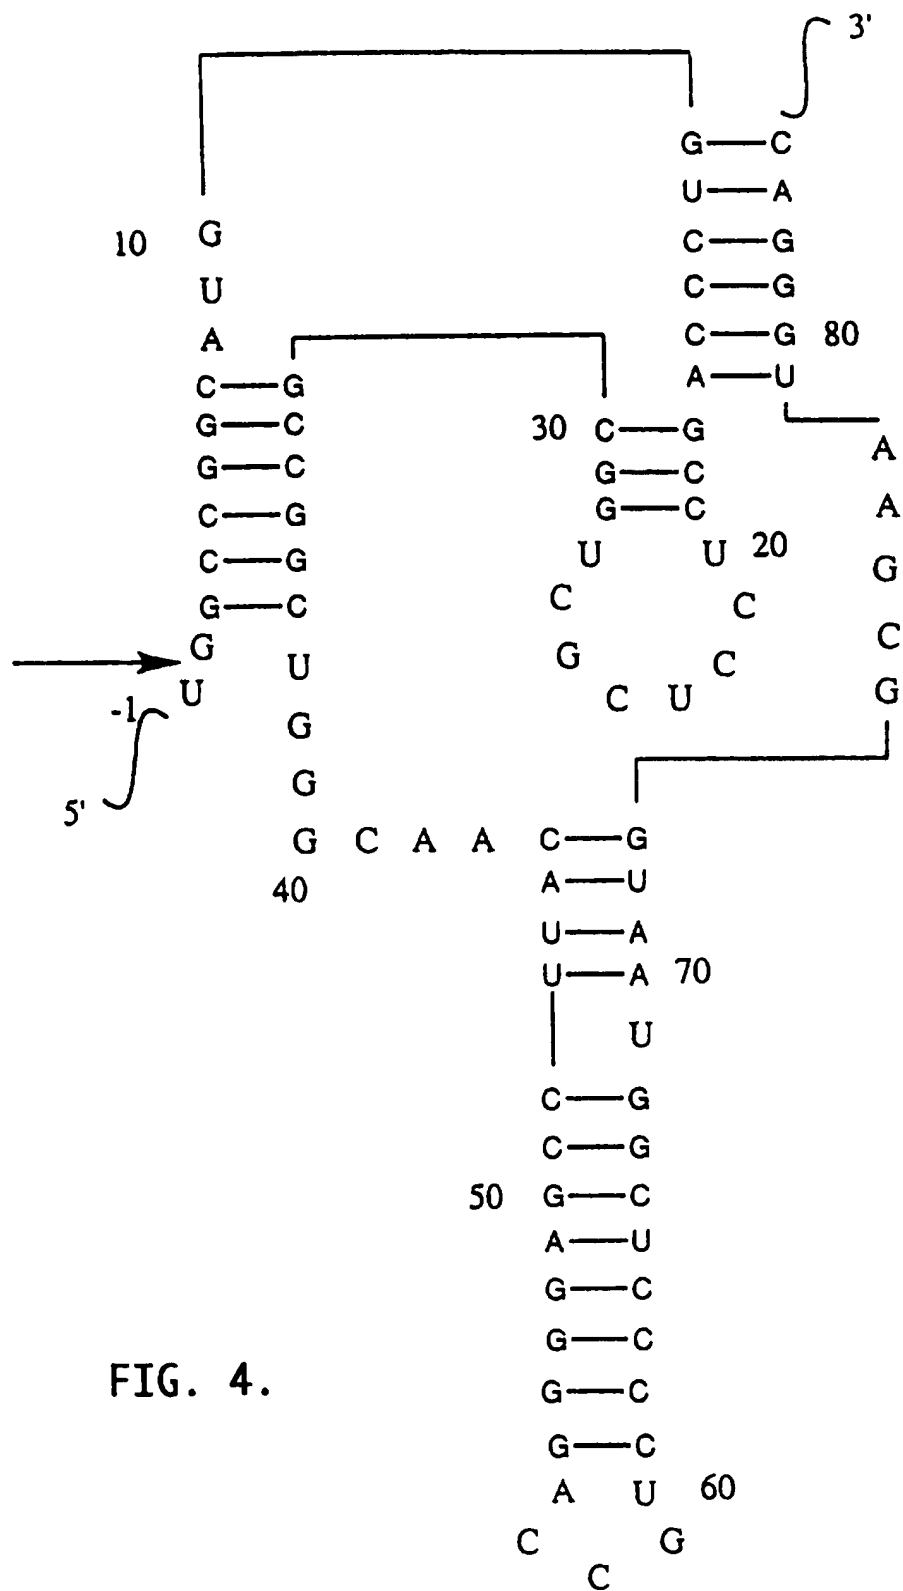 3'
G C
U A
10 G C G
U C G
A C G 80
C G A U
G C 30 C G A
G C G C A
C G G C G
C G U U 20 C
G C C C G
G U G C
-1 U G C U
5' G
G C A A C G
40 A U
U A
U A 70
U
C G
C G
50 G C
A U
G C
G C
G C
G C
A U 60
C G
C
FIG. 4.